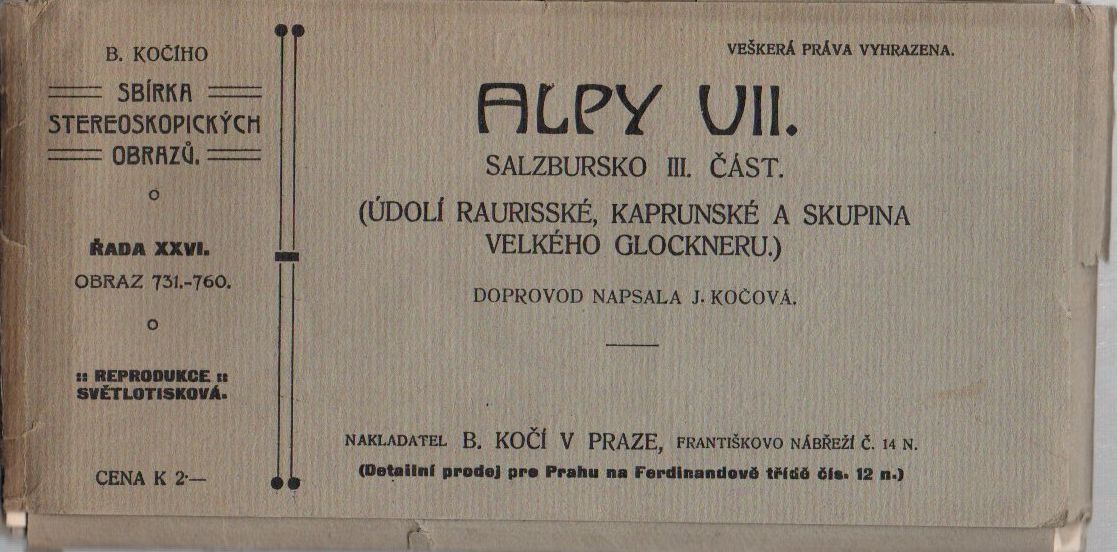 B. KOČÍHO
SBÍRKA
STEREOSKOPICKÝCH
OBRAZŮ.
ŘADA XXVI.
OBRAZ 731.-760.
:: REPRODUKCE ::
SVĚTLOTISKOVÁ.
CENA K 2·—
VEŠKERÁ PRÁVA VYHRAZENA.
ALPY VII.
SALZBURSKO III. ČÁST.
(ÚDOLÍ RAURISSKÉ, KAPRUNSKÉ A SKUPINA
VELKÉHO GLOCKNERU.)
DOPROVOD NAPSALA J. KOČOVÁ.
NAKLADATEL B. KOČÍ V PRAZE, FRANTIŠKOVO NÁBŘEŽÍ Č. 14 N.
(Detailní prodej pro Prahu na Ferdinandově třídě čís. 12 n.)